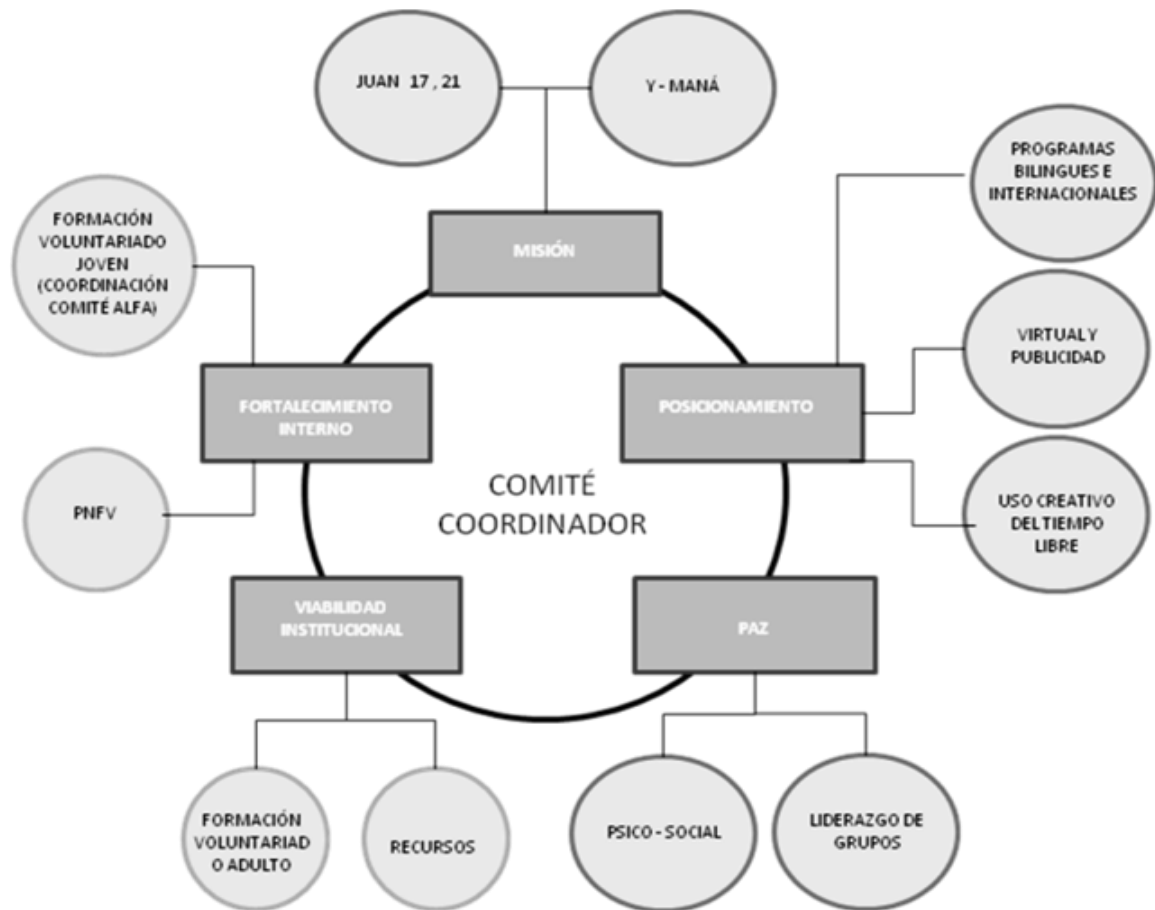 JUAN 17 , 21
Y - MANÁ
PROGRAMAS
BILINGUES E
INTERNACIONALES
FORMACIÓN
VOLUNTARIADO
JOVEN
(COORDINACIÓN
COMITÉ ALFA)
MISIÓN
VIRTUAL Y
PUBLICIDAD
FORTALECIMIENTO
INTERNO
POSICIONAMIENTO
COMITÉ
COORDINADOR
PNFV
USO CREATIVO
DEL TIEMPO
LIBRE
VIABILIDAD
INSTITUCIONAL
PAZ
FORMACIÓN
VOLUNTARIAD
O ADULTO
RECURSOS
PSICO - SOCIAL
LIDERAZGO DE
GRUPOS